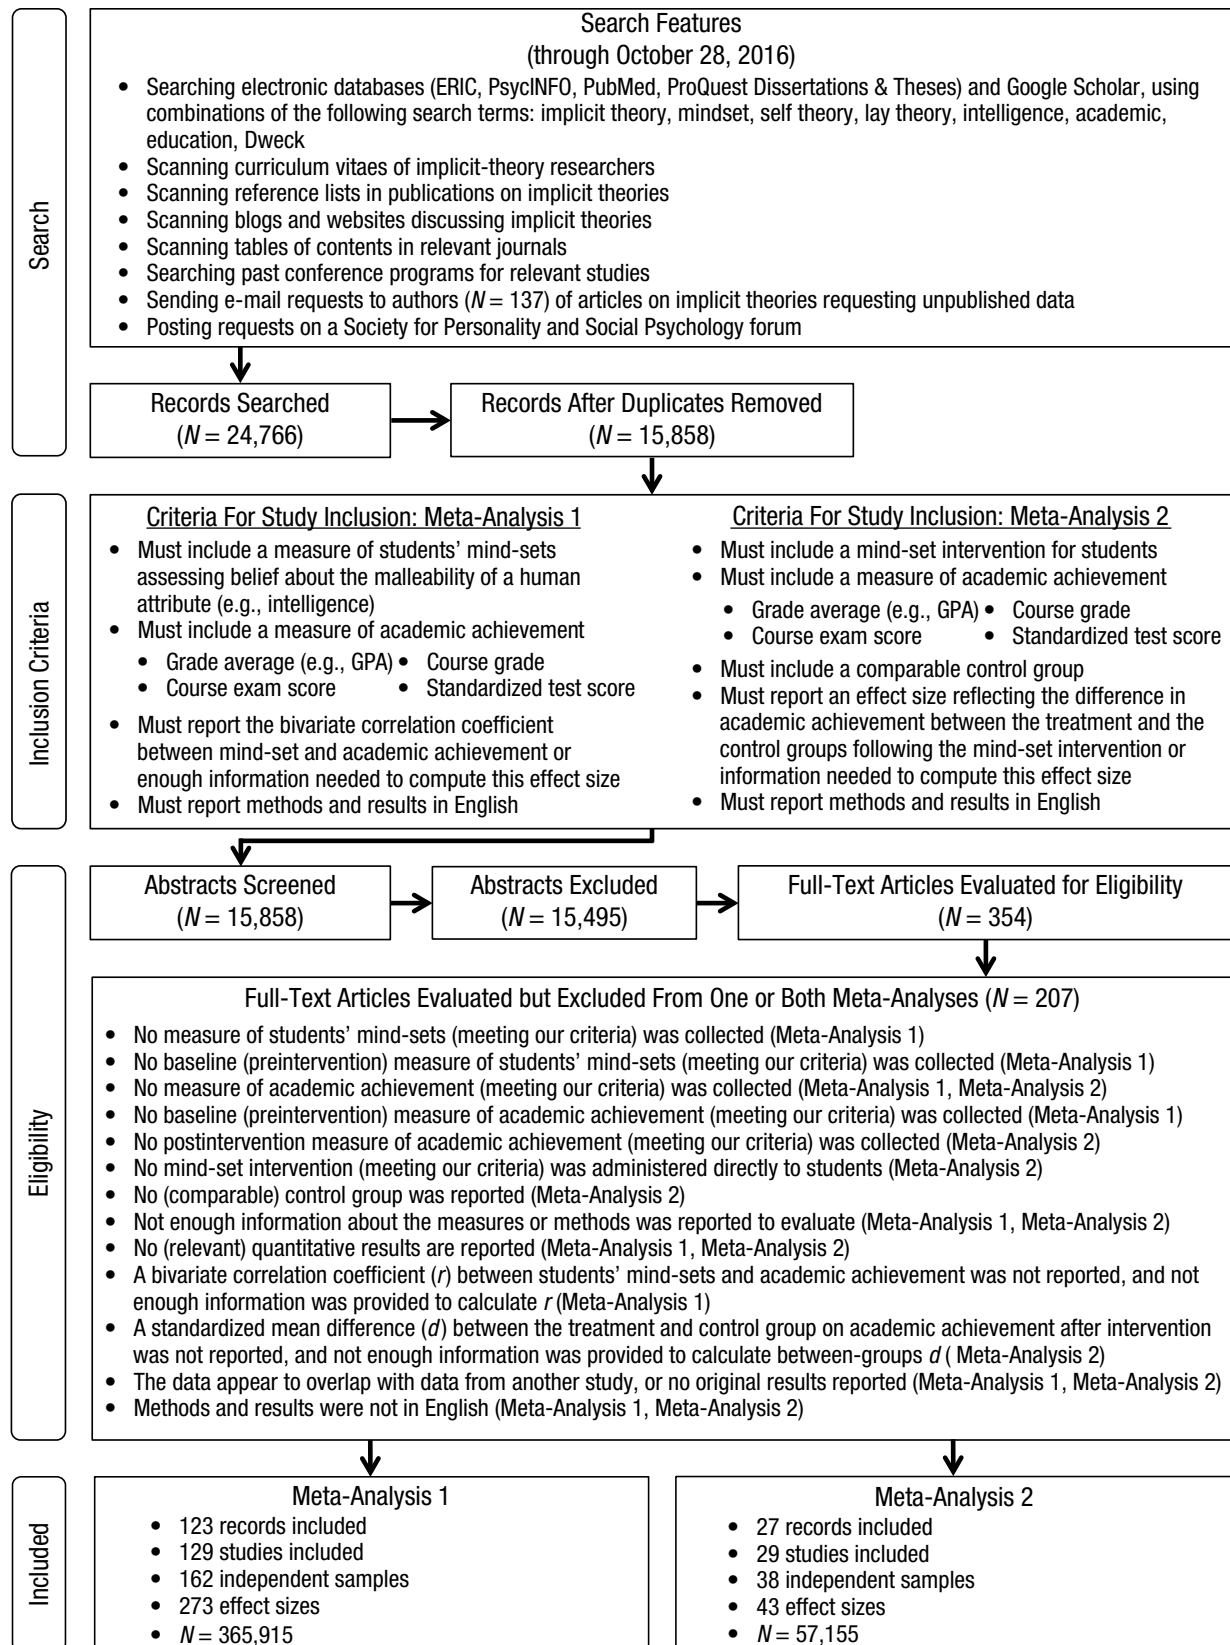 Search
Search Features
(through October 28, 2016)
• Searching electronic databases (ERIC, PsycINFO, PubMed, ProQuest Dissertations & Theses) and Google Scholar, using
combinations of the following search terms: implicit theory, mindset, self theory, lay theory, intelligence, academic,
education, Dweck
• Scanning curriculum vitaes of implicit-theory researchers
• Scanning reference lists in publications on implicit theories
• Scanning blogs and websites discussing implicit theories
• Scanning tables of contents in relevant journals
• Searching past conference programs for relevant studies
• Sending e-mail requests to authors (N = 137) of articles on implicit theories requesting unpublished data
• Posting requests on a Society for Personality and Social Psychology forum
Records Searched
(N = 24,766)
Records After Duplicates Removed
(N = 15,858)
Inclusion Criteria
Criteria For Study Inclusion: Meta-Analysis 1
• Must include a measure of students’ mind-sets
assessing belief about the malleability of a human
attribute (e.g., intelligence)
• Must include a measure of academic achievement
• Grade average (e.g., GPA) • Course grade
• Course exam score • Standardized test score
• Must report the bivariate correlation coefficient
between mind-set and academic achievement or
enough information needed to compute this effect size
• Must report methods and results in English
Criteria For Study Inclusion: Meta-Analysis 2
• Must include a mind-set intervention for students
• Must include a measure of academic achievement
• Grade average (e.g., GPA) • Course grade
• Course exam score • Standardized test score
• Must include a comparable control group
• Must report an effect size reflecting the difference in
academic achievement between the treatment and the
control groups following the mind-set intervention or
information needed to compute this effect size
• Must report methods and results in English
Eligibility
Abstracts Screened
(N = 15,858)
Abstracts Excluded
(N = 15,495)
Full-Text Articles Evaluated for Eligibility
(N = 354)
Full-Text Articles Evaluated but Excluded From One or Both Meta-Analyses (N = 207)
• No measure of students’ mind-sets (meeting our criteria) was collected (Meta-Analysis 1)
• No baseline (preintervention) measure of students’ mind-sets (meeting our criteria) was collected (Meta-Analysis 1)
• No measure of academic achievement (meeting our criteria) was collected (Meta-Analysis 1, Meta-Analysis 2)
• No baseline (preintervention) measure of academic achievement (meeting our criteria) was collected (Meta-Analysis 1)
• No postintervention measure of academic achievement (meeting our criteria) was collected (Meta-Analysis 2)
• No mind-set intervention (meeting our criteria) was administered directly to students (Meta-Analysis 2)
• No (comparable) control group was reported (Meta-Analysis 2)
• Not enough information about the measures or methods was reported to evaluate (Meta-Analysis 1, Meta-Analysis 2)
• No (relevant) quantitative results are reported (Meta-Analysis 1, Meta-Analysis 2)
• A bivariate correlation coefficient (r) between students’ mind-sets and academic achievement was not reported, and not
enough information was provided to calculate r (Meta-Analysis 1)
• A standardized mean difference (d) between the treatment and control group on academic achievement after intervention
was not reported, and not enough information was provided to calculate between-groups d ( Meta-Analysis 2)
• The data appear to overlap with data from another study, or no original results reported (Meta-Analysis 1, Meta-Analysis 2)
• Methods and results were not in English (Meta-Analysis 1, Meta-Analysis 2)
Included
Meta-Analysis 1
• 123 records included
• 129 studies included
• 162 independent samples
• 273 effect sizes
• N = 365,915
Meta-Analysis 2
• 27 records included
• 29 studies included
• 38 independent samples
• 43 effect sizes
• N = 57,155